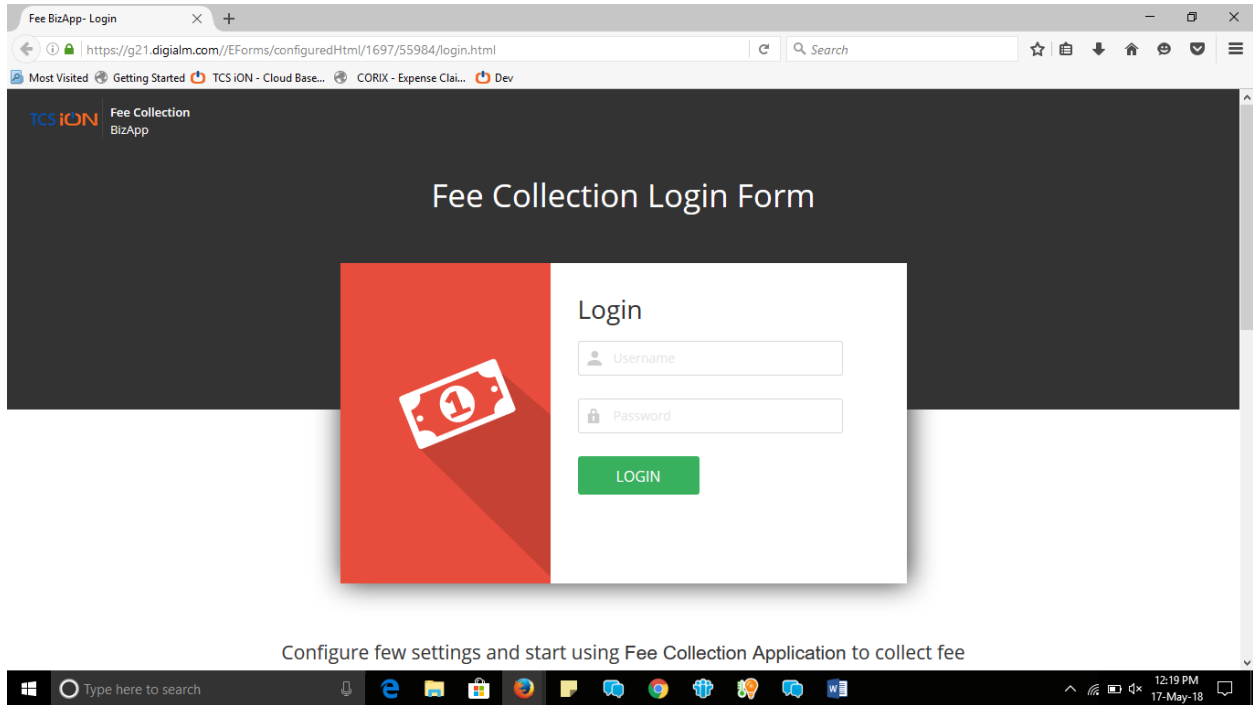 Fee BizApp- Login
https://g21.digialm.com//EForms/configuredHtml/1697/55984/login.html
Search
Most Visited Getting Started TCS iON - Cloud Base... CORIX - Expense Clai... Dev
TCS iON
Fee Collection
BizApp
Fee Collection Login Form
1
Login
Username
Password
LOGIN
Configure few settings and start using Fee Collection Application to collect fee
Type here to search
12:19 PM
17-May-18